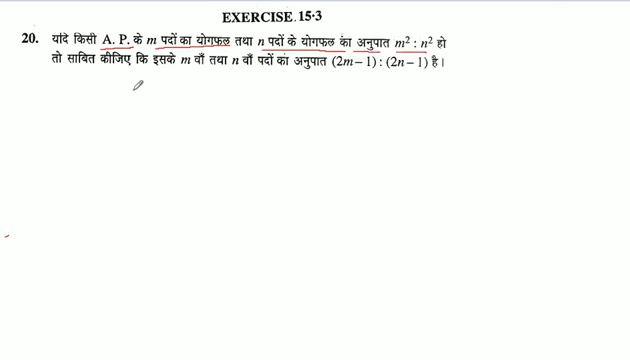 EXERCISE.15·3
20. यदि किसी A. P. के m पदों का योगफल तथा n पदों के योगफल का अनुपात m² : n² हो
तो साबित कीजिए कि इसके m वाँ तथा n वाँ पदों का अनुपात (2m – 1) : (2n – 1) है।